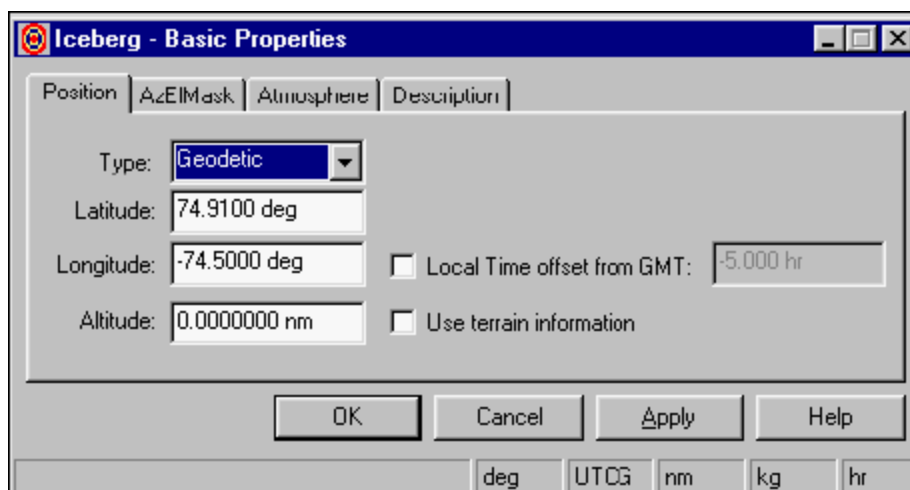 Iceberg - Basic Properties
Position AzElMask Atmosphere Description
Type: Geodetic
Latitude: 74.9100 deg
Longitude: -74.5000 deg Local Time offset from GMT: -5.000 hr
Altitude: 0.0000000 nm Use terrain information
OK Cancel Apply Help
deg UTCG nm kg hr